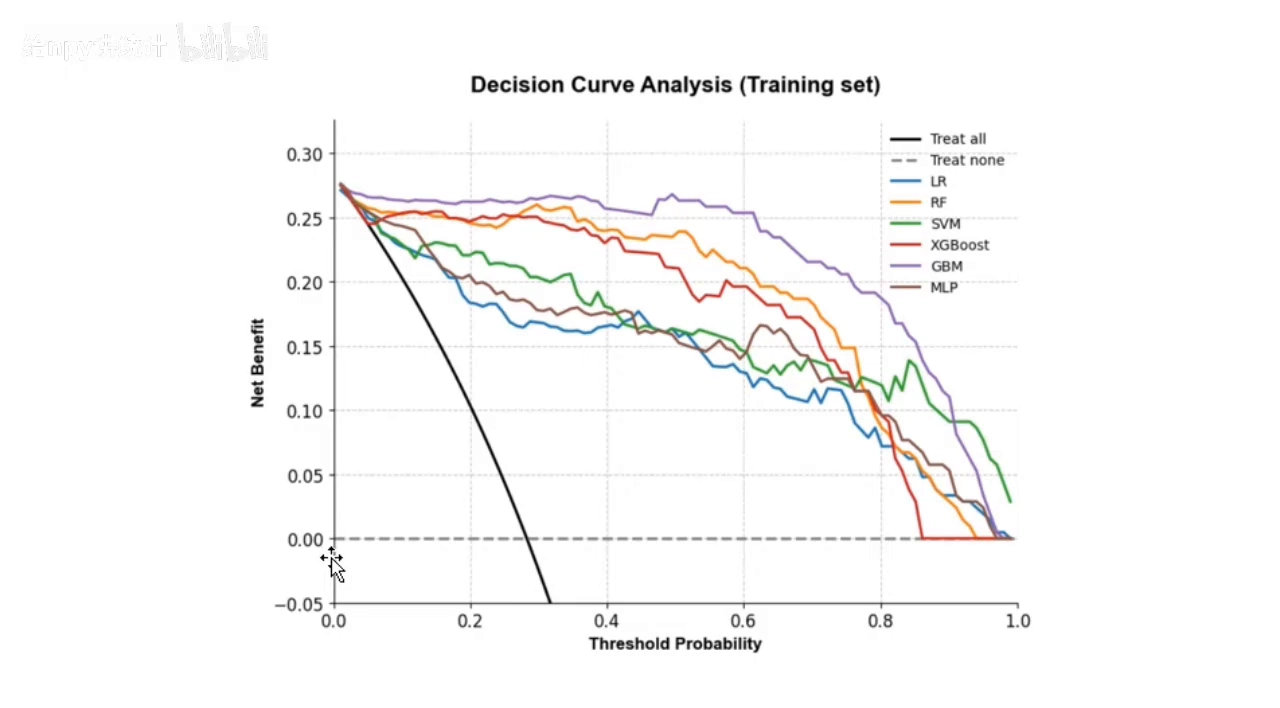 bilibili
Decision Curve Analysis (Training set)
Net Benefit
0.30
0.25
0.20
0.15
0.10
0.05
0.00
−0.05
0.0 0.2 0.4 0.6 0.8 1.0
Threshold Probability
Treat all
Treat none
LR
RF
SVM
XGBoost
GBM
MLP